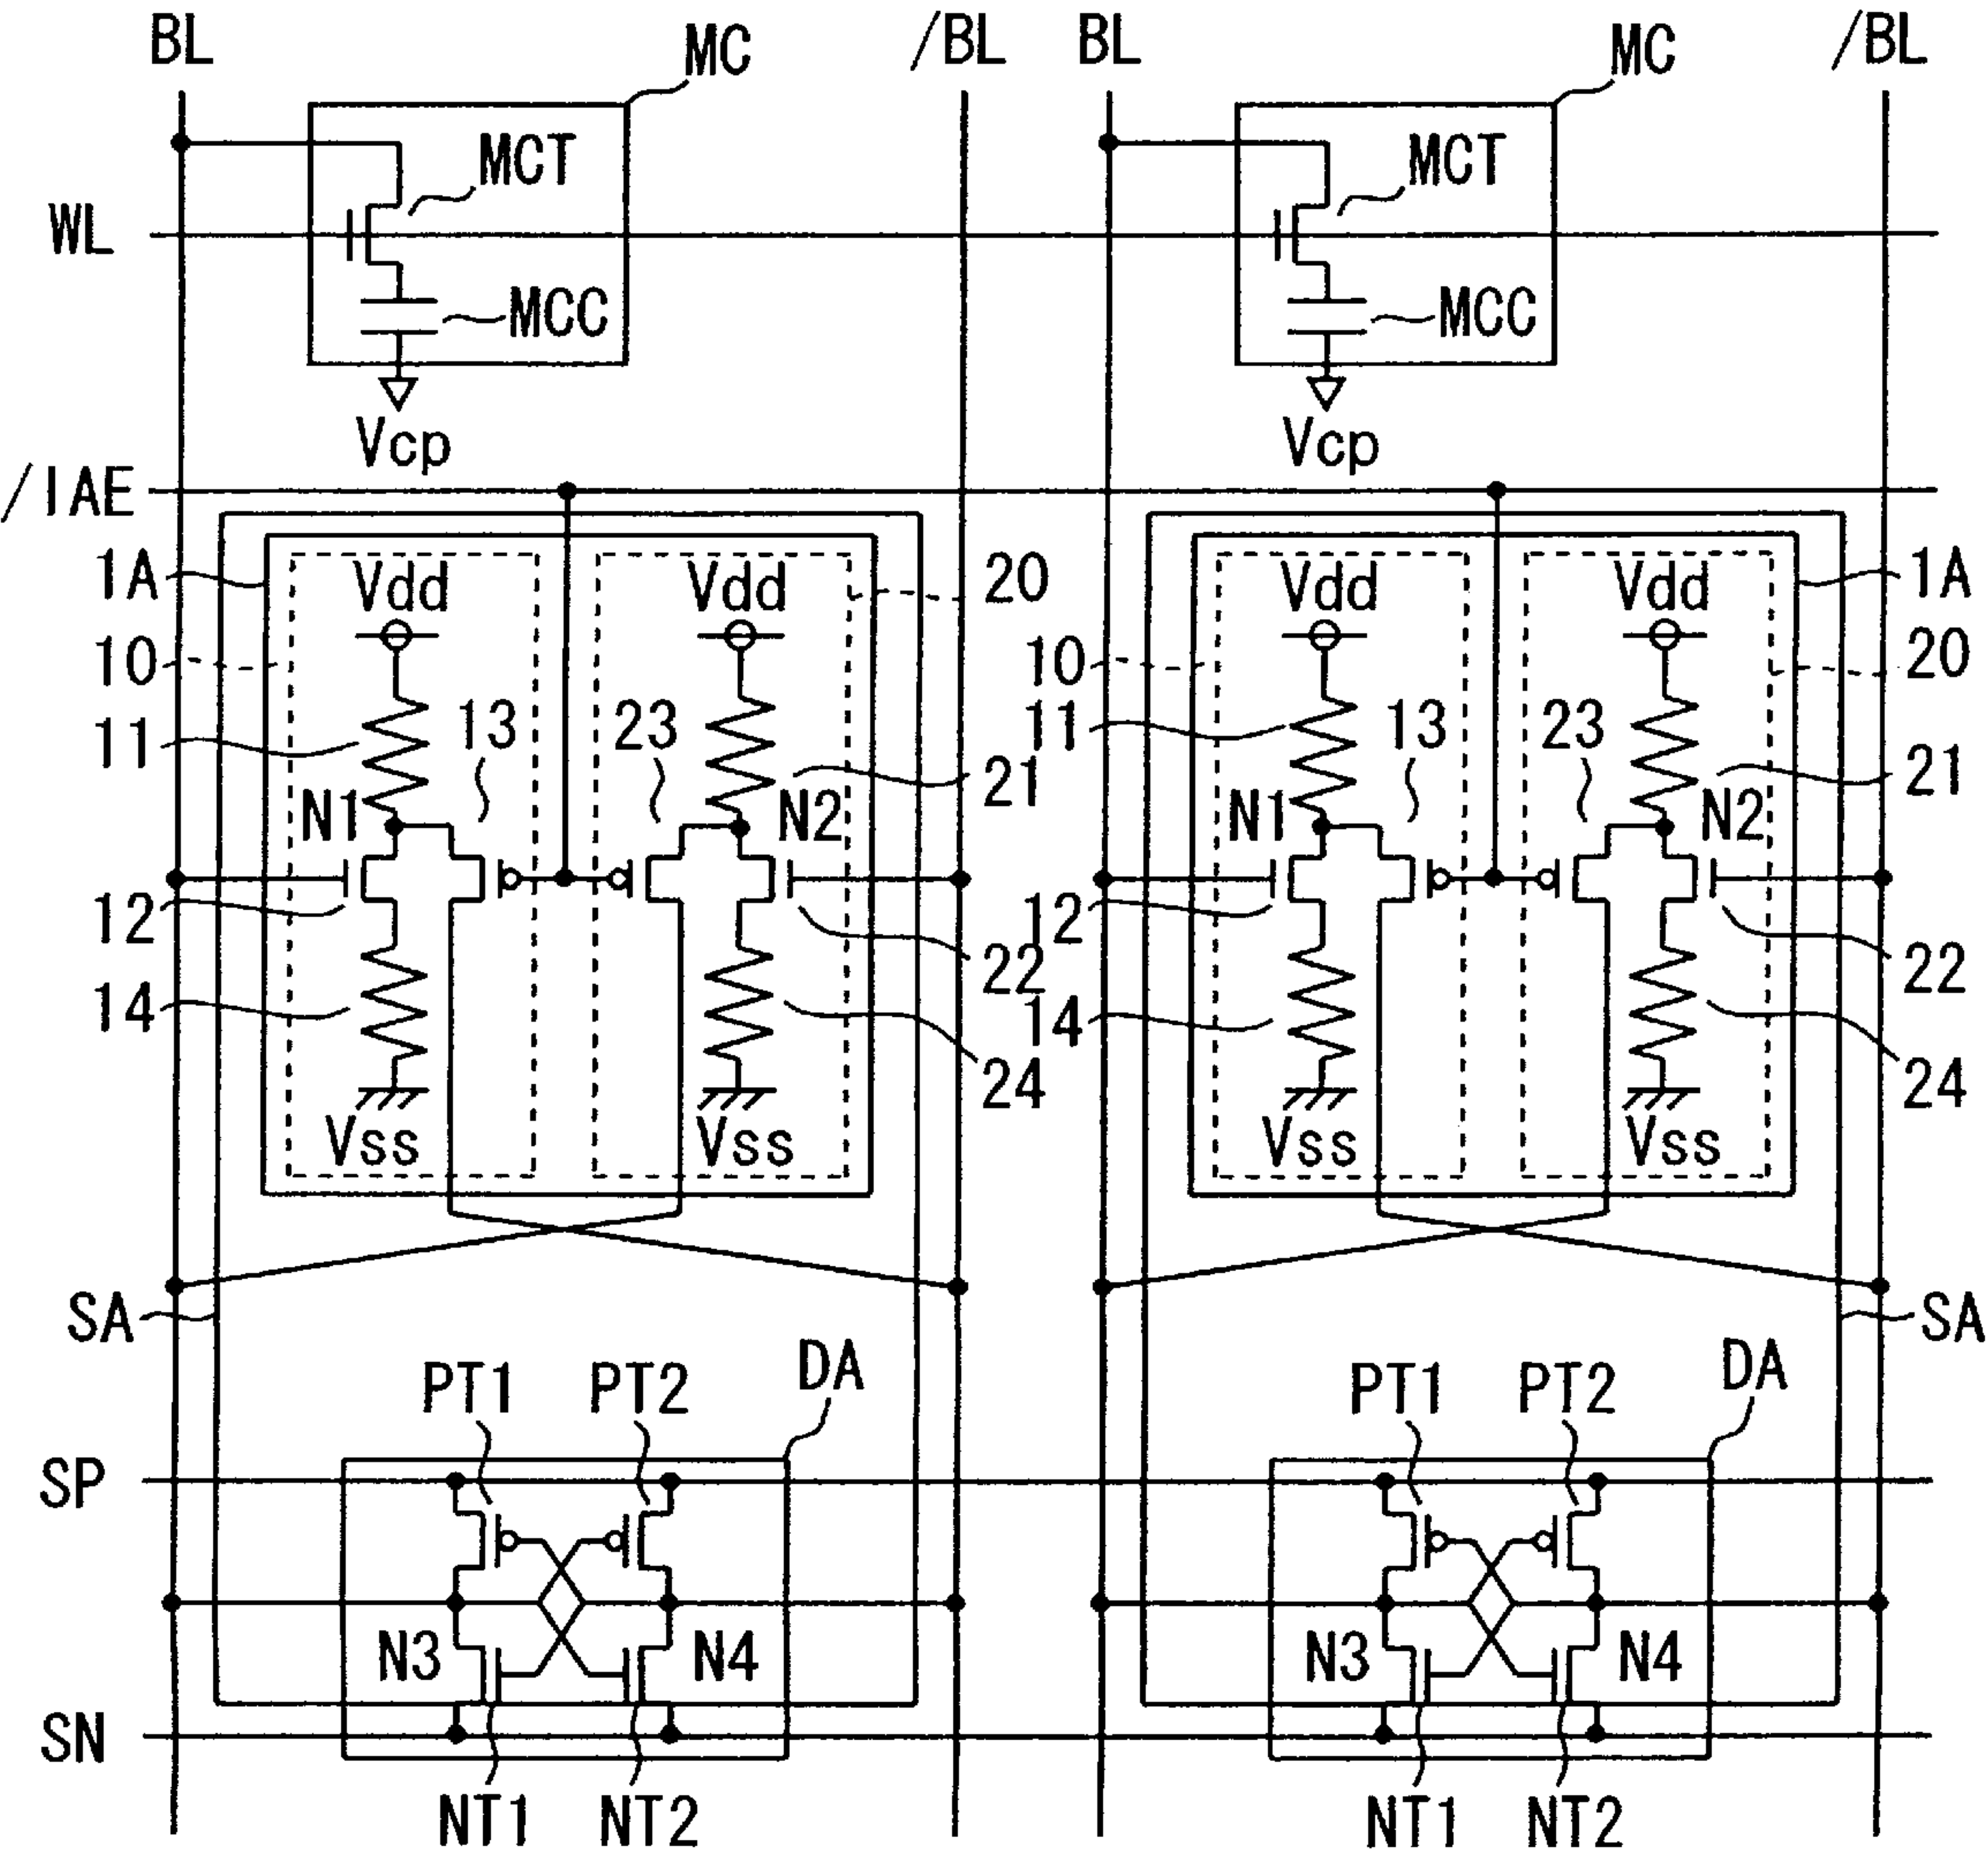 BL MC /BL BL MC /BL
MCT MCT
WL
MCC MCC
Vcp Vcp
/IAE
1A Vdd Vdd 20 Vdd Vdd 1A
10 10 20
11 13 23 11 13 23
21 21
N1 N2 N1 N2
12 12
22 22
14 14
24 24
Vss Vss Vss Vss
SA SA
PT1 PT2 DA PT1 PT2 DA
SP
N3 N4 N3 N4
SN
NT1 NT2 NT1 NT2